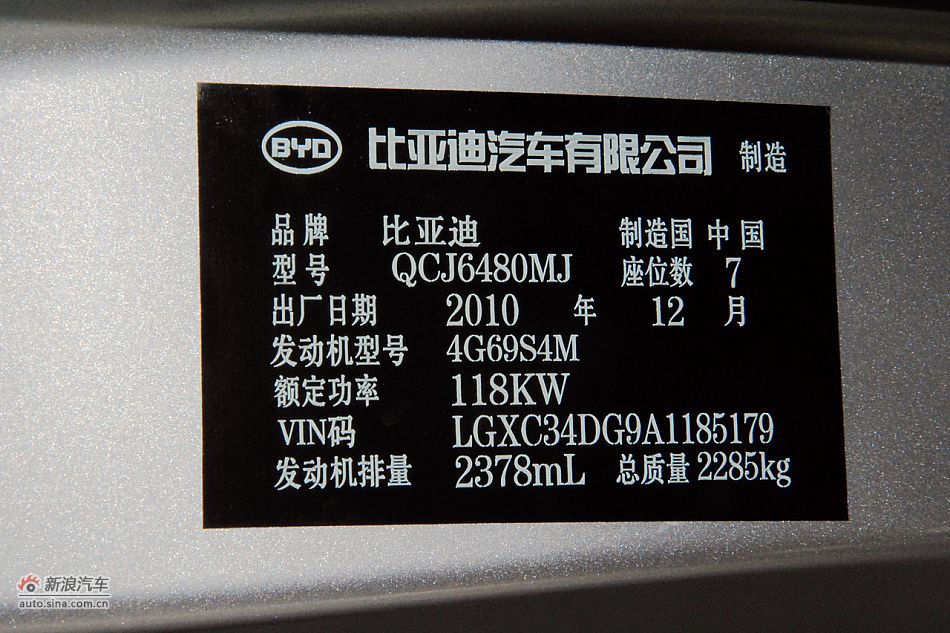 BYD 比亚迪汽车有限公司 制造
品牌 比亚迪 制造国 中国
型号 QCJ6480MJ 座位数 7
出厂日期 2010 年 12 月
发动机型号 4G69S4M
额定功率 118KW
VIN码 LGXC34DG9A1185179
发动机排量 2378mL 总质量 2285kg
新浪汽车
auto.sina.com.cn